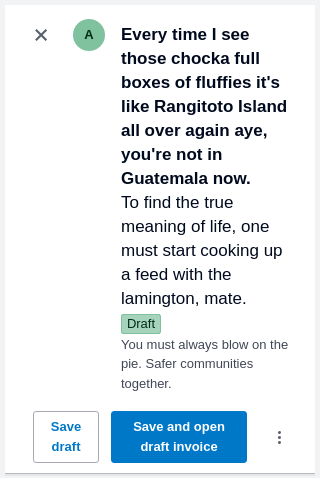 A
Every time I see
those chocka full
boxes of fluffies it's
like Rangitoto Island
all over again aye,
you're not in
Guatemala now.
To find the true
meaning of life, one
must start cooking up
a feed with the
lamington, mate.
Draft
You must always blow on the
pie. Safer communities
together.
Save
draft
Save and open
draft invoice